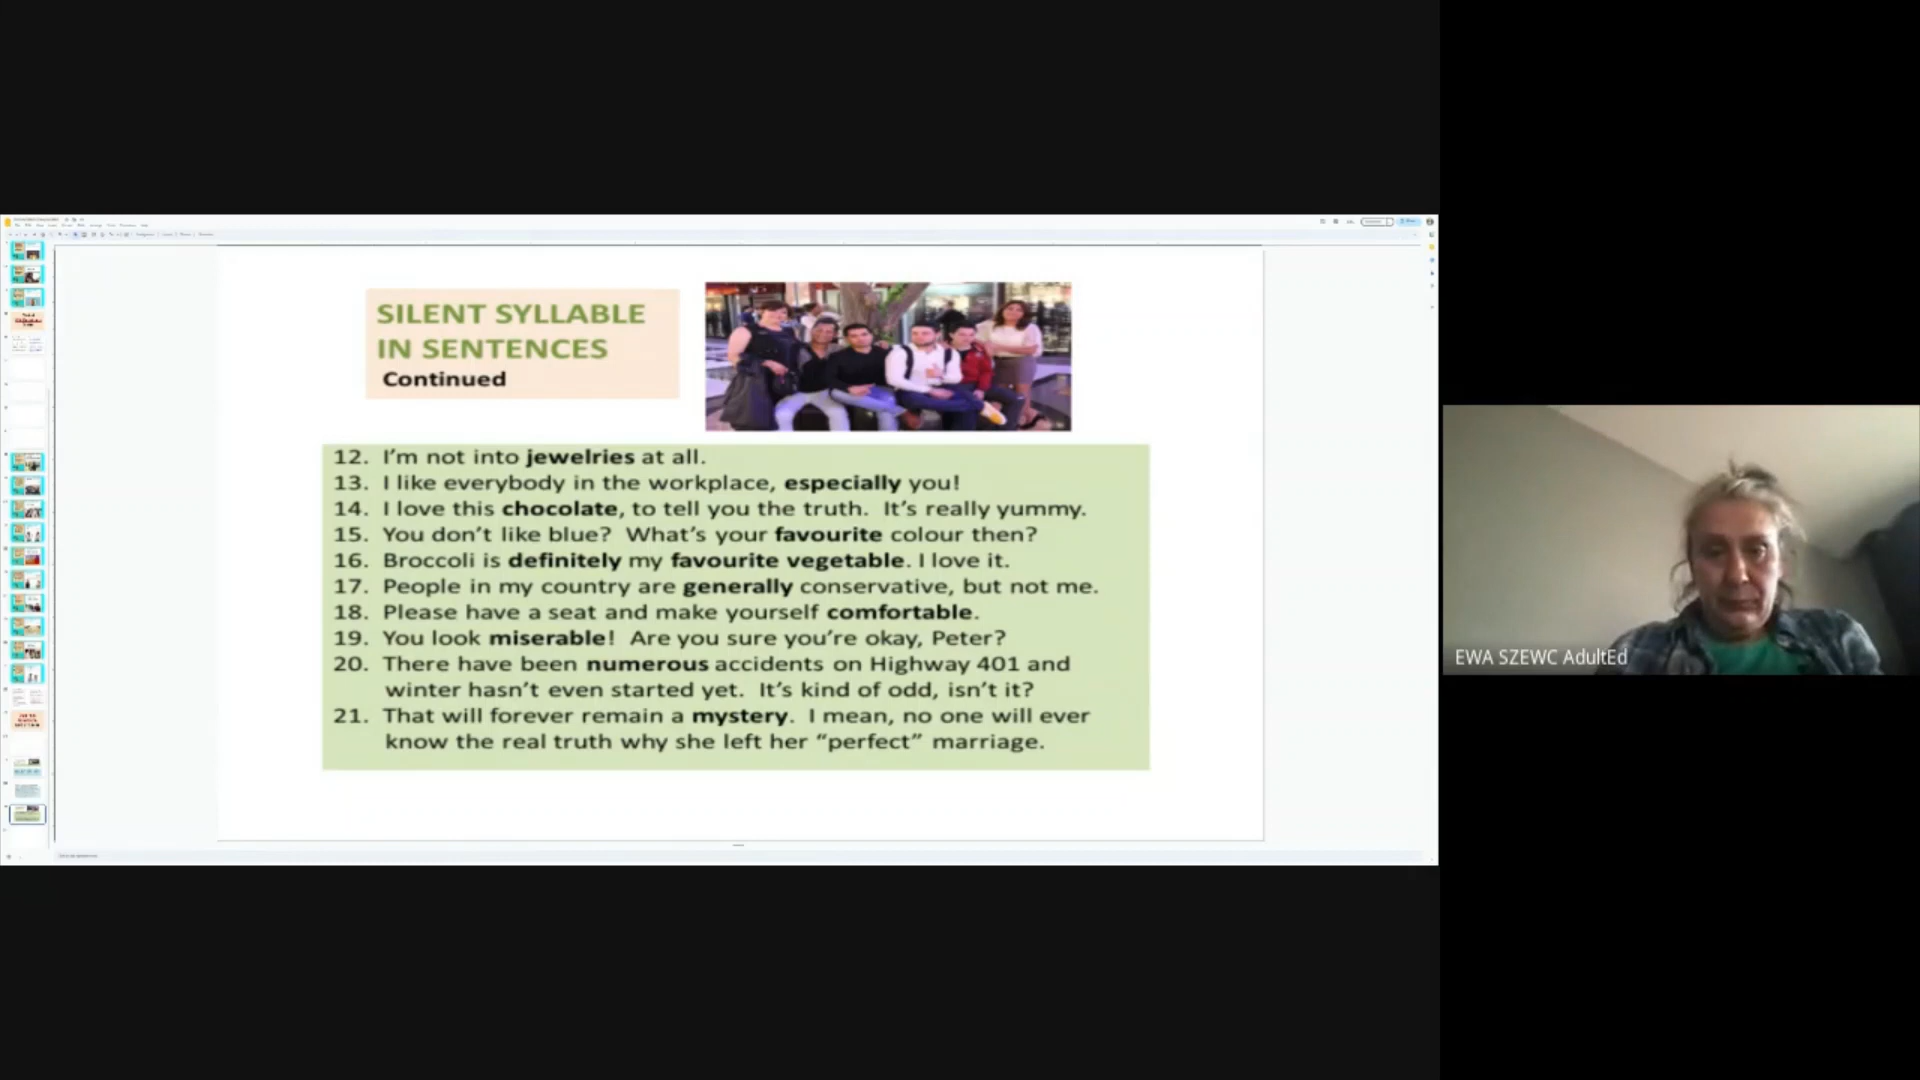 SILENT SYLLABLE
IN SENTENCES
Continued
12. I'm not into jewelries at all.
13. I like everybody in the workplace, especially you!
14. I love this chocolate, to tell you the truth. It's really yummy.
15. You don't like blue? What's your favourite colour then?
16. Broccoli is definitely my favourite vegetable. I love it.
17. People in my country are generally conservative, but not me.
18. Please have a seat and make yourself comfortable.
19. You look miserable! Are you sure you're okay, Peter?
20. There have been numerous accidents on Highway 401 and
winter hasn't even started yet. It's kind of odd, isn't it?
21. That will forever remain a mystery. I mean, no one will ever
know the real truth why she left her “perfect” marriage.
EWA SZEWC AdultEd